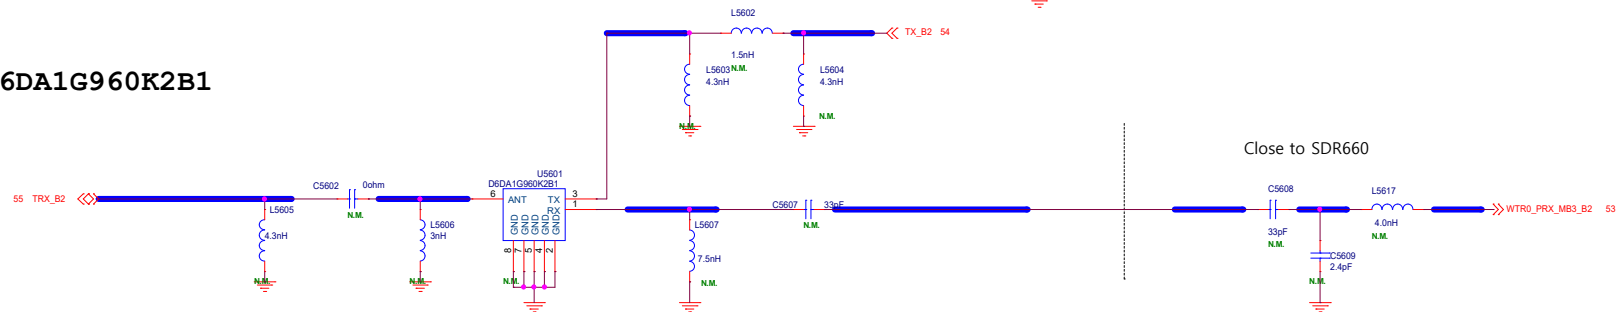 L5602
TX_B2 54
1.5nH
N.M.
L5603
4.3nH
N.M.
L5604
4.3nH
N.M.
6DA1G960K2B1
Close to SDR660
55 TRX_B2
C5602
0ohm
N.M.
L5605
4.3nH
N.M.
L5606
3nH
N.M.
U5601
D6DA1G960K2B1
6
ANT
TX
3
RX
1
GND
GND
GND
GND
GND
8
7
5
4
2
N.M.
L5607
7.5nH
N.M.
C5607
33pF
N.M.
C5608
33pF
N.M.
C5609
2.4pF
N.M.
L5617
4.0nH
N.M.
WTR0_PRX_MB3_B2 53